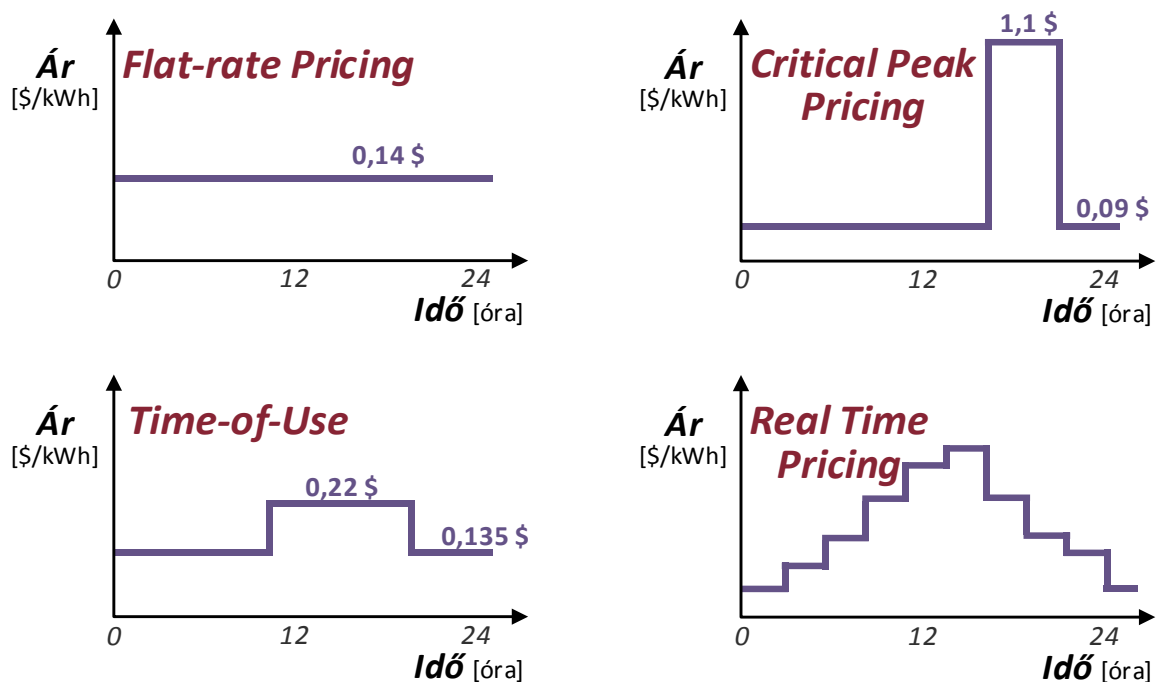 Ár
[$/kWh]
Flat-rate Pricing
0,14 $
0
12
24
Idő [óra]
1,1 $
Ár
[$/kWh]
Critical Peak
Pricing
0,09 $
0
12
24
Idő [óra]
Ár
[$/kWh]
Time-of-Use
0,22 $
0,135 $
0
12
24
Idő [óra]
Ár
[$/kWh]
Real Time
Pricing
0
12
24
Idő [óra]